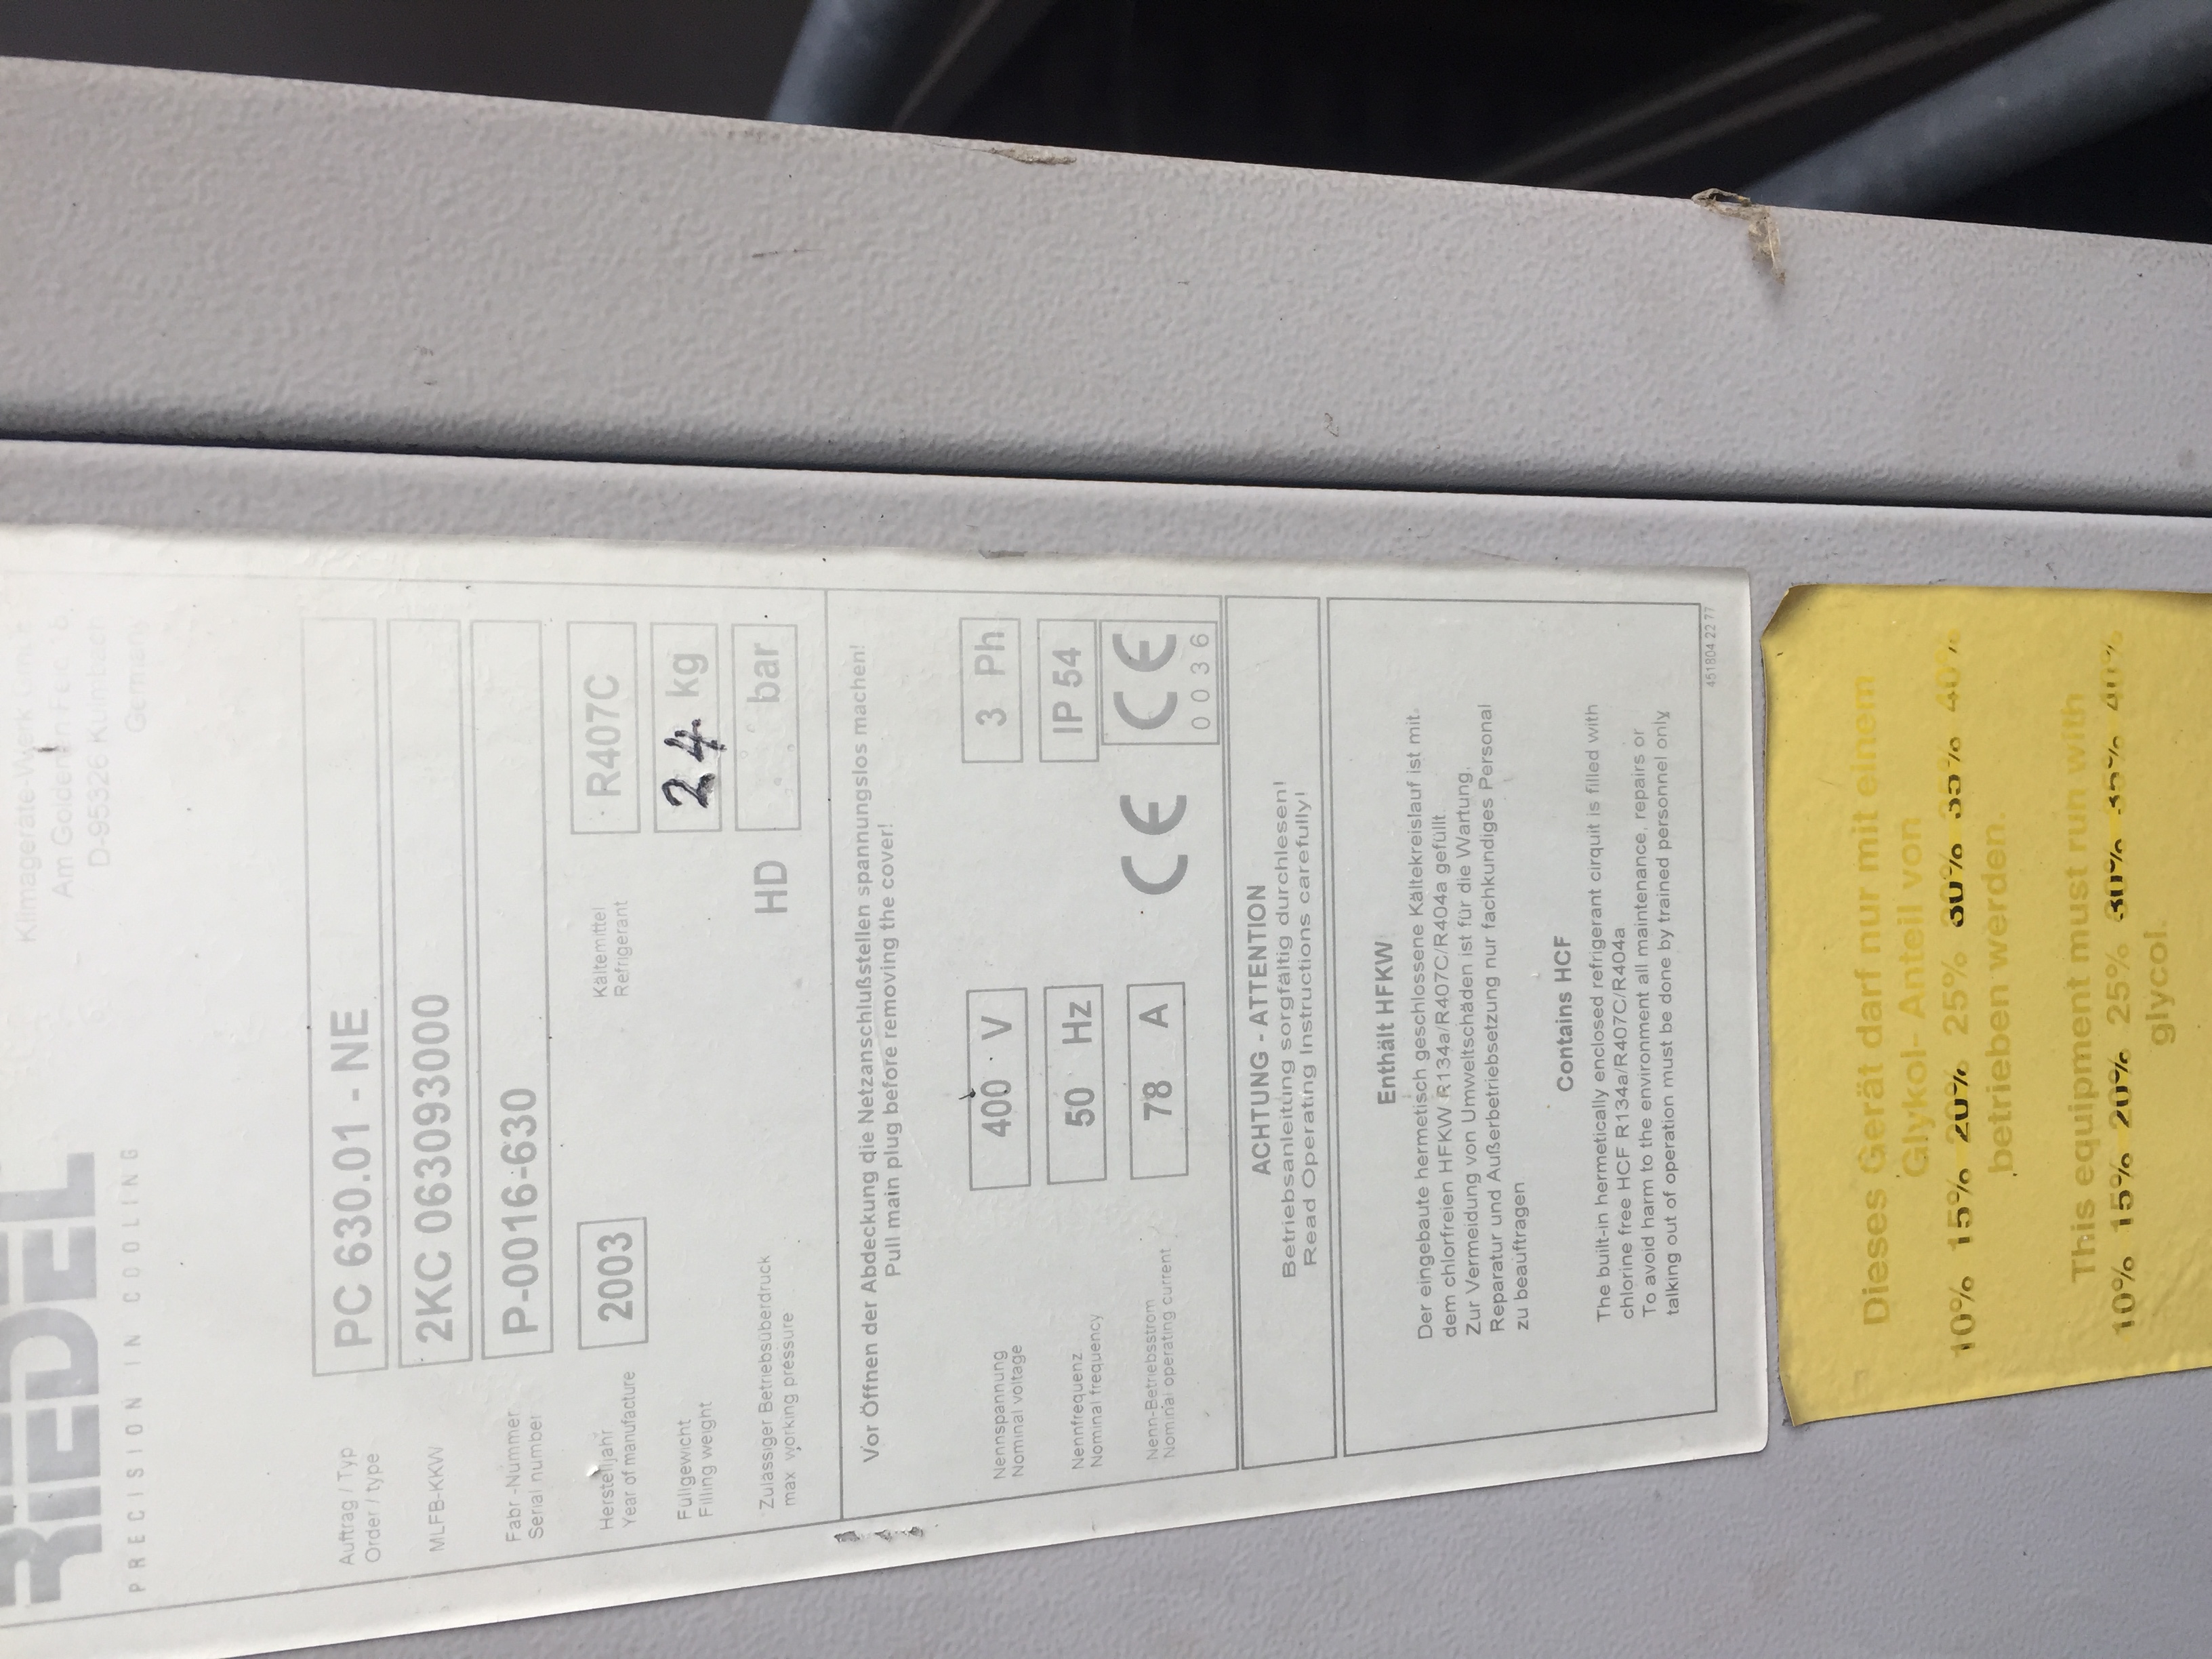 RIEDEL
PRECISION IN COOLING
Am Goldenen
D-95326 Kulmbach
Germany
Auftrag / Typ
Order / type
PC 630.01 - NE
MLFB-KKW
2KC 063093000
Fabr -Nummer
Serial number
P-0016-630
Herstelljahr
Year of manufacture
2003
Kältemittel
Refrigerant
R407C
Füllgewicht
Filling weight
24 kg
Zulässiger Betriebsüberdruck
max working pressure
HD bar
Vor Öffnen der Abdeckung die Netzanschlußstellen spannungslos machen!
Pull main plug before removing the cover!
Nennspannung
Nominal voltage
400 V
3 Ph
Nennfrequenz
Nominal frequency
50 Hz
IP 54
Nenn-Betriebsstrom
Nominal operating current
78 A
CE
CE
0036
ACHTUNG - ATTENTION
Betriebsanleitung sorgfältig durchlesen!
Read Operating Instructions carefully!
Enthält HFKW
Der eingebaute hermetisch geschlossene Kältekreislauf ist mit
dem chlorfreien HFKW R134a/R407C/R404a gefüllt
Zur Vermeidung von Umweltschäden ist für die Wartung,
Reparatur und Außerbetriebsetzung nur fachkundiges Personal
zu beauftragen
Contains HCF
The built-in hermetically enclosed refrigerant cirquit is filled with
chlorine free HCF R134a/R407C/R404a
To avoid harm to the environment all maintenance, repairs or
talking out of operation must be done by trained personnel only
451804 22 77
Dieses Gerät darf nur mit einem
Glykol- Anteil von
10% 15% 20% 25% 30% 35% 40%
betrieben werden.
This equipment must run with
10% 15% 20% 25% 30% 35% 40%
glycol.